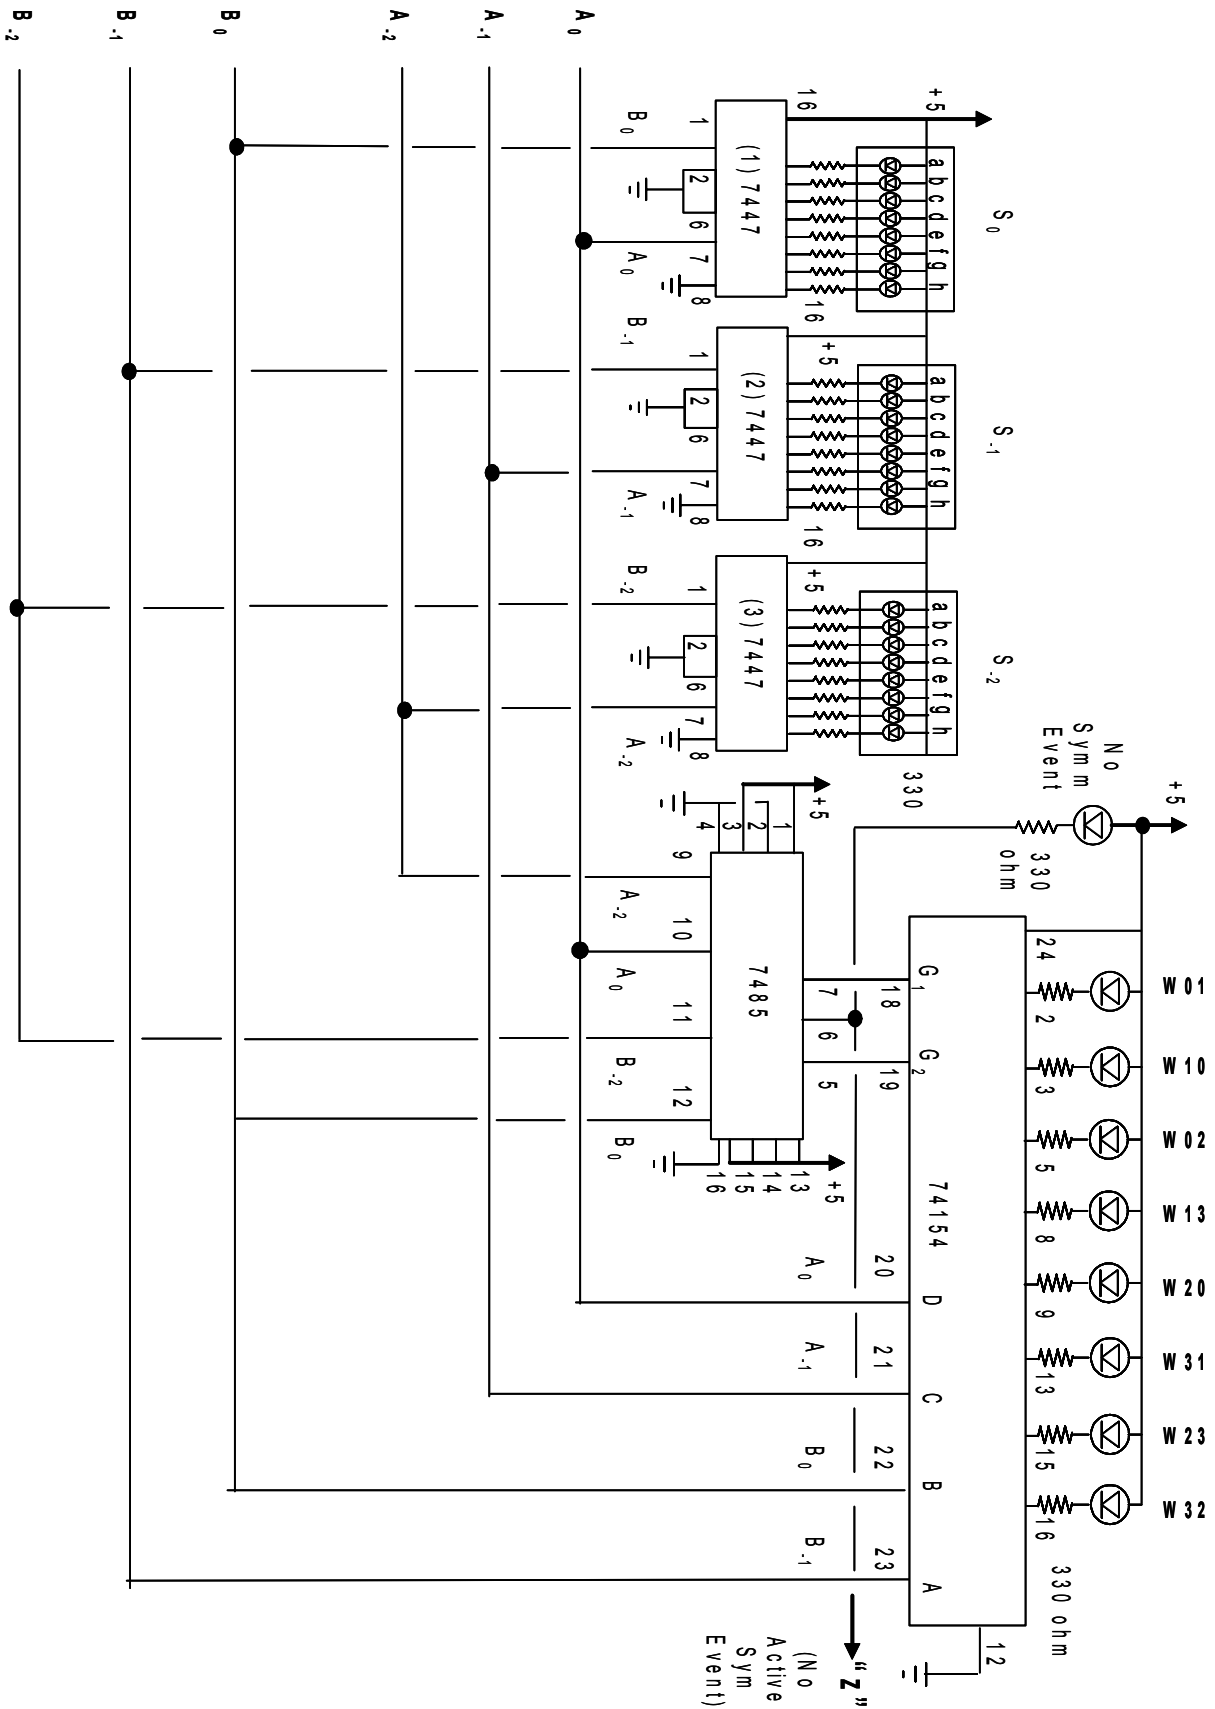 A₀
A₋₁
A₋₂
B₀
B₋₁
B₋₂
+5
16
1
B₀
(1)7447
2
6
7
A₀
8
a b c d e f g h
S₀
16
+5
1
B₋₁
(2)7447
2
6
7
A₋₁
8
a b c d e f g h
S₋₁
16
+5
1
B₋₂
(3)7447
2
6
7
A₋₂
8
a b c d e f g h
S₋₂
330
No
Symm
Event
+5
330
ohm
+5
1
2
3
4
9
A₋₂
10
A₀
11
B₋₂
12
B₀
7485
7
6
5
16
15
14
13
+5
G₁
18
G₂
19
74154
24
2
3
5
8
9
13
15
16
W01
W10
W02
W13
W20
W31
W23
W32
330 ohm
12
A₀
20
D
A₋₁
21
C
B₀
22
B
B₋₁
23
A
"Z"
(No
Active
Sym
Event)